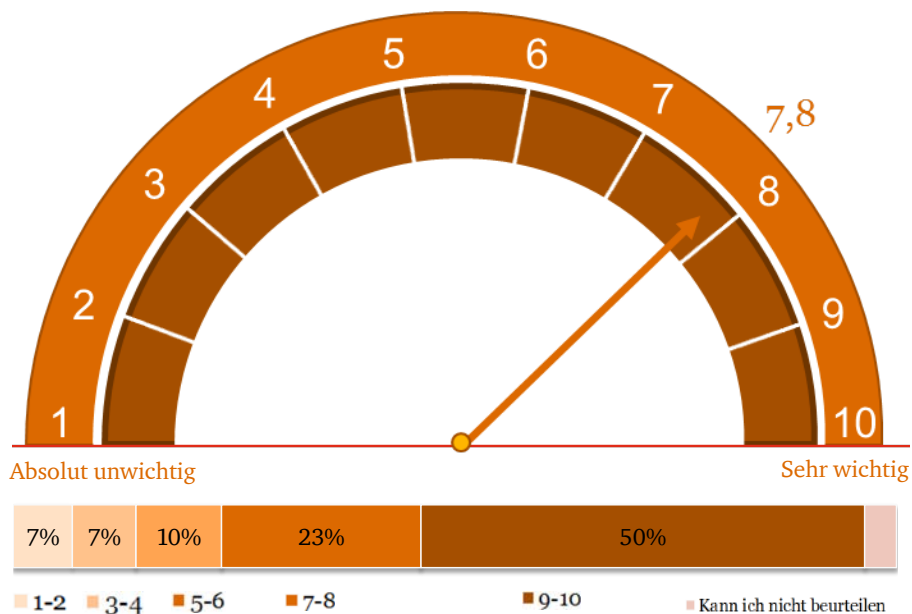 5 6
4 7
7,8
3 8
2 9
1 10
Absolut unwichtig Sehr wichtig
7% 7% 10% 23% 50%
1-2 3-4 5-6 7-8 9-10 Kann ich nicht beurteilen